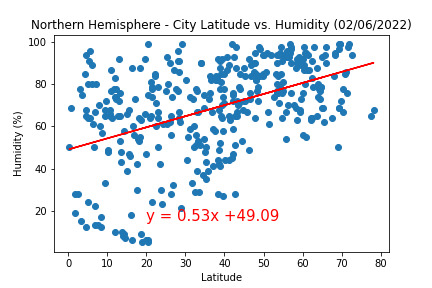 Northern Hemisphere - City Latitude vs. Humidity (02/06/2022)
100
80
60
40
20
Humidity (%)
y = 0.53x +49.09
0 10 20 30 40 50 60 70 80
Latitude